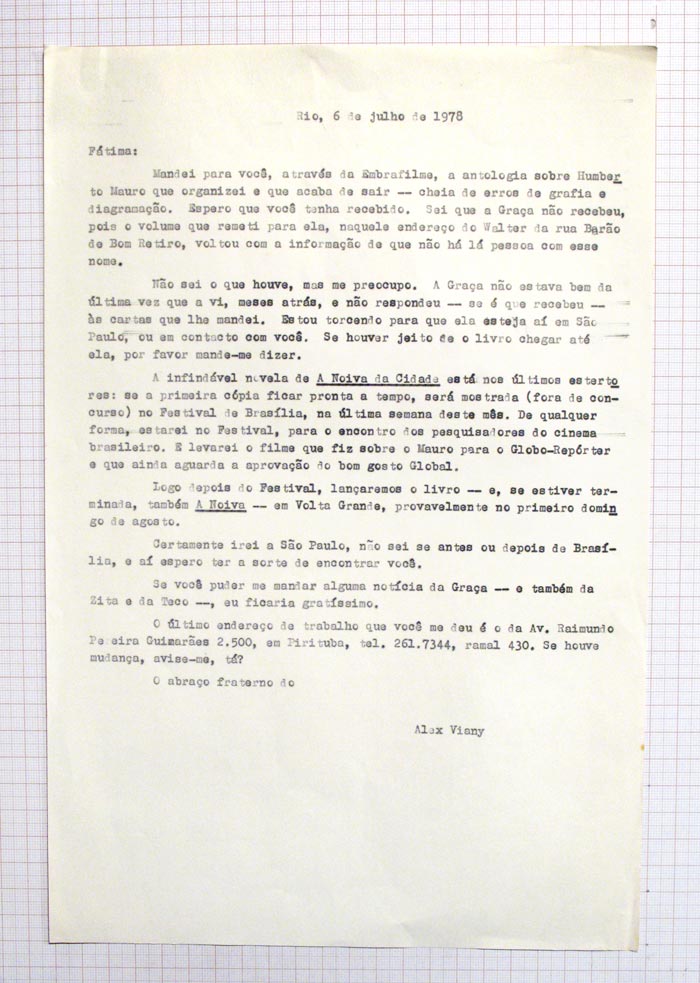 Rio, 6 de julho de 1978
Fátima:
Mandei para você, através da Embrafilme, a antologia sobre Humber
to Mauro que organizei e que acaba de sair -- cheia de erros de grafia e
diagramação. Espero que você tenha recebido. Sei que a Graça não recebeu,
pois o volume que remeti para ela, naquele endereço do Walter da rua Barão
de Bom Retiro, voltou com a informação de que não há lá pessoa com esse
nome.
Não sei o que houve, mas me preocupo. A Graça não estava bem da
última vez que a vi, meses atrás, e não respondeu -- se é que recebeu --
às cartas que lhe mandei. Estou torcendo para que ela esteja aí em São
Paulo, ou em contacto com você. Se houver jeito de o livro chegar até
ela, por favor mande-me dizer.
A infindável novela de A Noiva da Cidade está nos últimos esterto
res: se a primeira cópia ficar pronta a tempo, será mostrada (fora de con-
curso) no Festival de Brasília, na última semana deste mês. De qualquer
forma, estarei no Festival, para o encontro dos pesquisadores do cinema
brasileiro. E levarei o filme que fiz sobre o Mauro para o Globo-Repórter
e que ainda aguarda a aprovação do bom gosto Global.
Logo depois do Festival, lançaremos o livro -- e, se estiver ter-
minada, também A Noiva -- em Volta Grande, provavelmente no primeiro domin
go de agosto.
Certamente irei a São Paulo, não sei se antes ou depois de Brasí-
lia, e aí espero ter a sorte de encontrar você.
Se você puder me mandar alguma notícia da Graça -- e também da
Zita e da Teco --, eu ficaria gratíssimo.
O último endereço de trabalho que você me deu é o da Av. Raimundo
Pereira Guimarães 2.500, em Pirituba, tel. 261.7344, ramal 430. Se houve
mudança, avise-me, tá?
O abraço fraterno do
Alex Viany